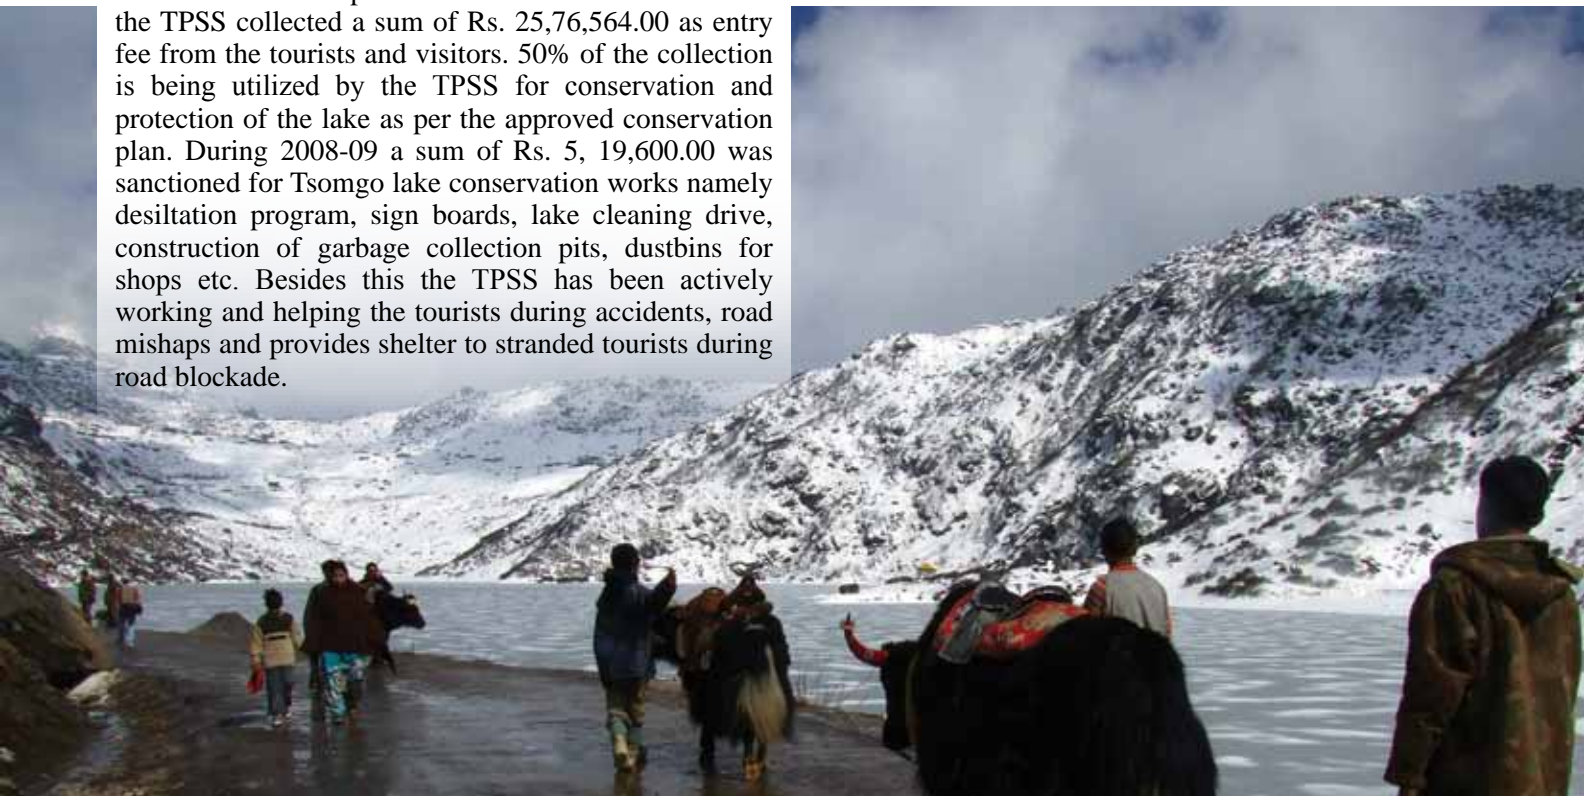 the TPSS collected a sum of Rs. 25,76,564.00 as entry
fee from the tourists and visitors. 50% of the collection
is being utilized by the TPSS for conservation and
protection of the lake as per the approved conservation
plan. During 2008-09 a sum of Rs. 5, 19,600.00 was
sanctioned for Tsomgo lake conservation works namely
desiltation program, sign boards, lake cleaning drive,
construction of garbage collection pits, dustbins for
shops etc. Besides this the TPSS has been actively
working and helping the tourists during accidents, road
mishaps and provides shelter to stranded tourists during
road blockade.